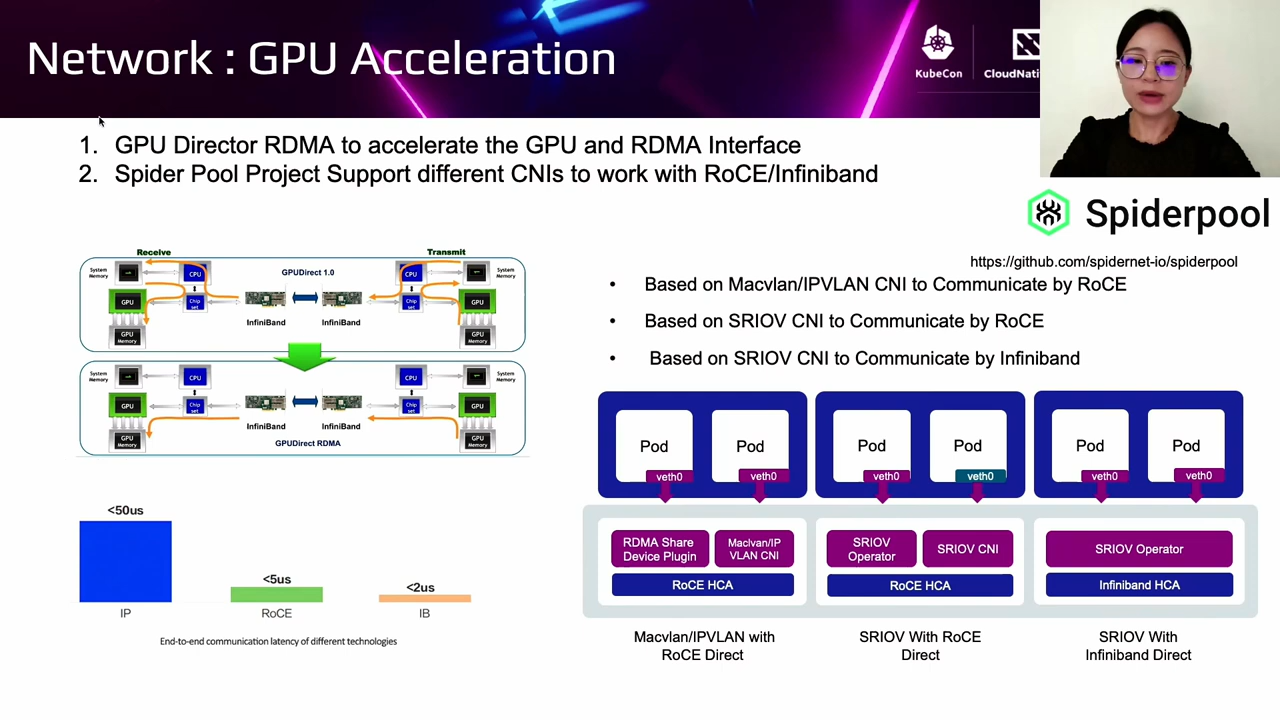 Network : GPU Acceleration
KubeCon
CloudNati
1. GPU Director RDMA to accelerate the GPU and RDMA Interface
2. Spider Pool Project Support different CNIs to work with RoCE/Infiniband
Spiderpool
https://github.com/spidernet-io/spiderpool
• Based on Macvlan/IPVLAN CNI to Communicate by RoCE
• Based on SRIOV CNI to Communicate by RoCE
• Based on SRIOV CNI to Communicate by Infiniband
Receive
Transmit
System
Memory
CPU
GPUDirect 1.0
CPU
System
Memory
GPU
Chip
set
Chip
set
GPU
InfiniBand
InfiniBand
GPU
Memory
GPU
Memory
System
Memory
CPU
CPU
System
Memory
GPU
Chip
set
Chip
set
GPU
InfiniBand
InfiniBand
GPU
Memory
GPUDirect RDMA
GPU
Memory
<50us
<5us
<2us
IP
RoCE
IB
End-to-end communication latency of different technologies
Pod
Pod
Pod
Pod
Pod
Pod
veth0
veth0
veth0
veth0
veth0
veth0
RDMA Share
Device Plugin
Maclvan/IP
VLAN CNI
RoCE HCA
SRIOV
Operator
SRIOV CNI
RoCE HCA
SRIOV Operator
Infiniband HCA
Macvlan/IPVLAN with
RoCE Direct
SRIOV With RoCE
Direct
SRIOV With
Infiniband Direct